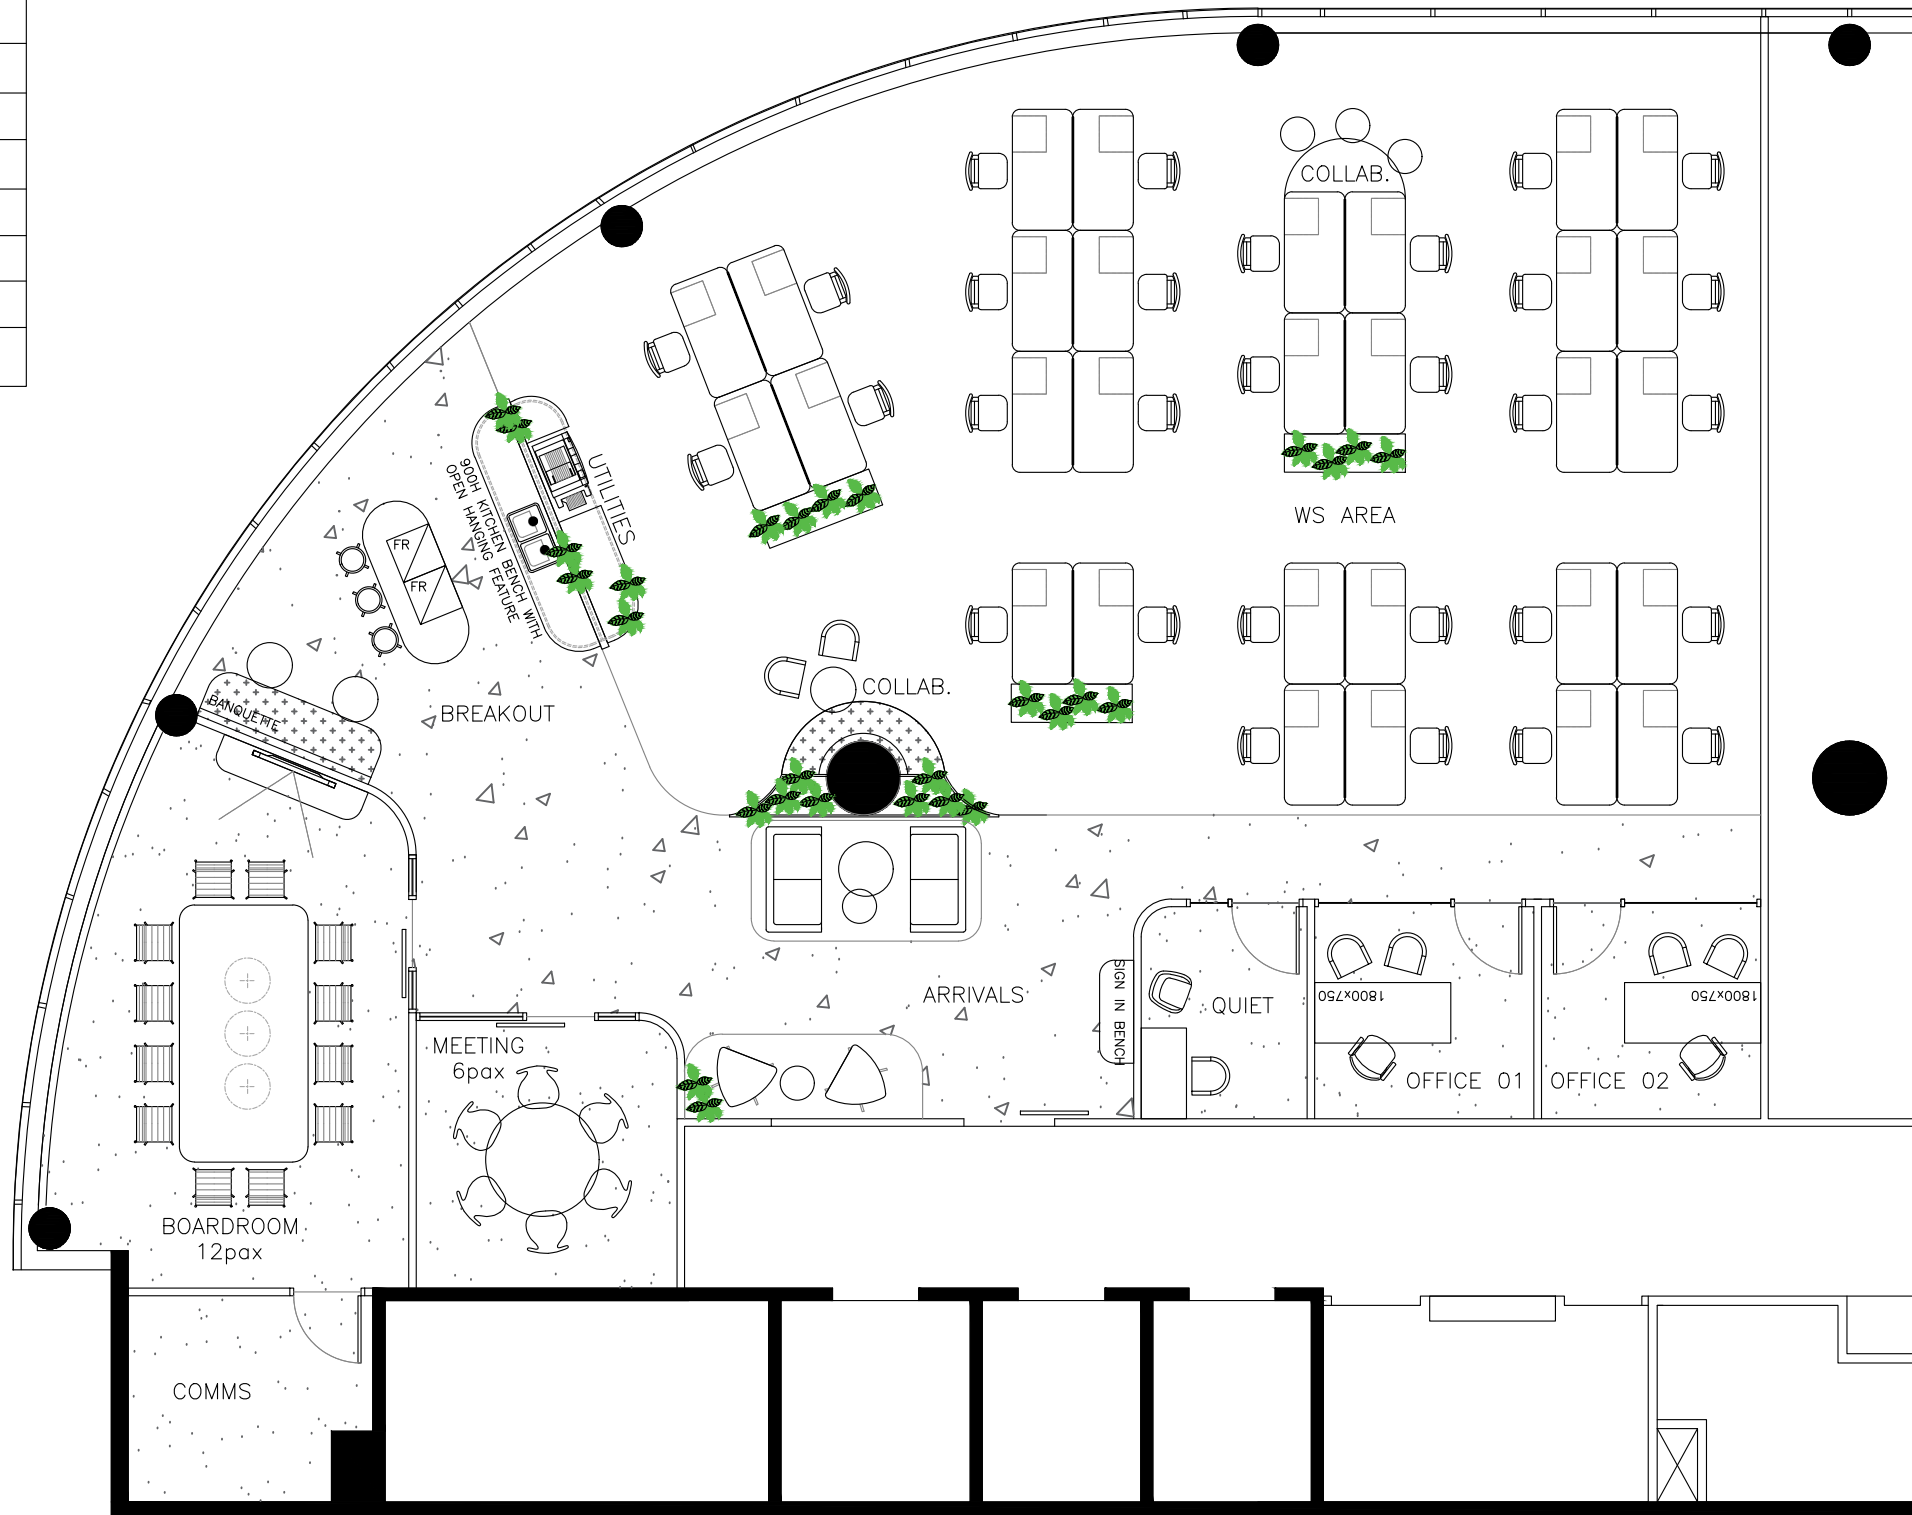 COLLAB.
WS AREA
UTILITIES
900H KITCHEN BENCH WITH
OPEN HANGING FEATURE
FR
FR
BANQUETTE
BREAKOUT
COLLAB.
ARRIVALS
SIGN IN BENCH
QUIET
1800x750
1800x750
OFFICE 01
OFFICE 02
MEETING
6pax
BOARDROOM
12pax
COMMS